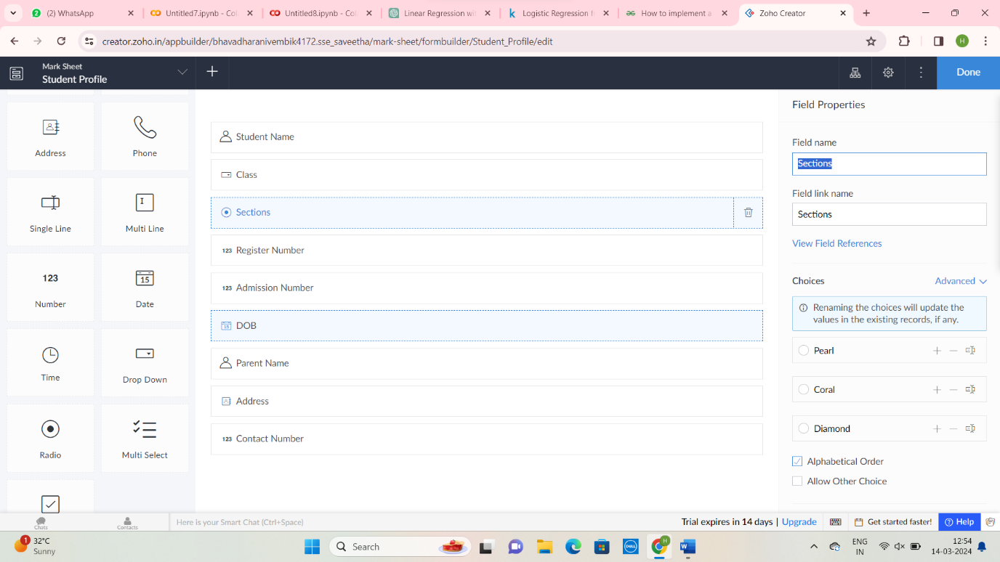 2 WhatsApp
Untitled7.ipynb - Col
Untitled8.ipynb - Col
Linear Regression wit
Logistic Regression f
How to implement a
Zoho Creator
creator.zoho.in/appbuilder/bhavadharanivembik4172.sse_saveetha/mark-sheet/formbuilder/Student_Profile/edit
H
Mark Sheet
Student Profile
Done
Address
Phone
Single Line
Multi Line
123
Number
15
Date
Time
Drop Down
Radio
Multi Select
Student Name
Class
Sections
123 Register Number
123 Admission Number
15 DOB
Parent Name
Address
123 Contact Number
Field Properties
Field name
Sections
Field link name
Sections
View Field References
Choices Advanced
Renaming the choices will update the
values in the existing records, if any.
Pearl
Coral
Diamond
Alphabetical Order
Allow Other Choice
Chats
Contacts
Here is your Smart Chat (Ctrl+Space)
Trial expires in 14 days | Upgrade
Get started faster!
Help
1
32°C
Sunny
Search
DELL
H
W
ENG
IN
12:54
14-03-2024